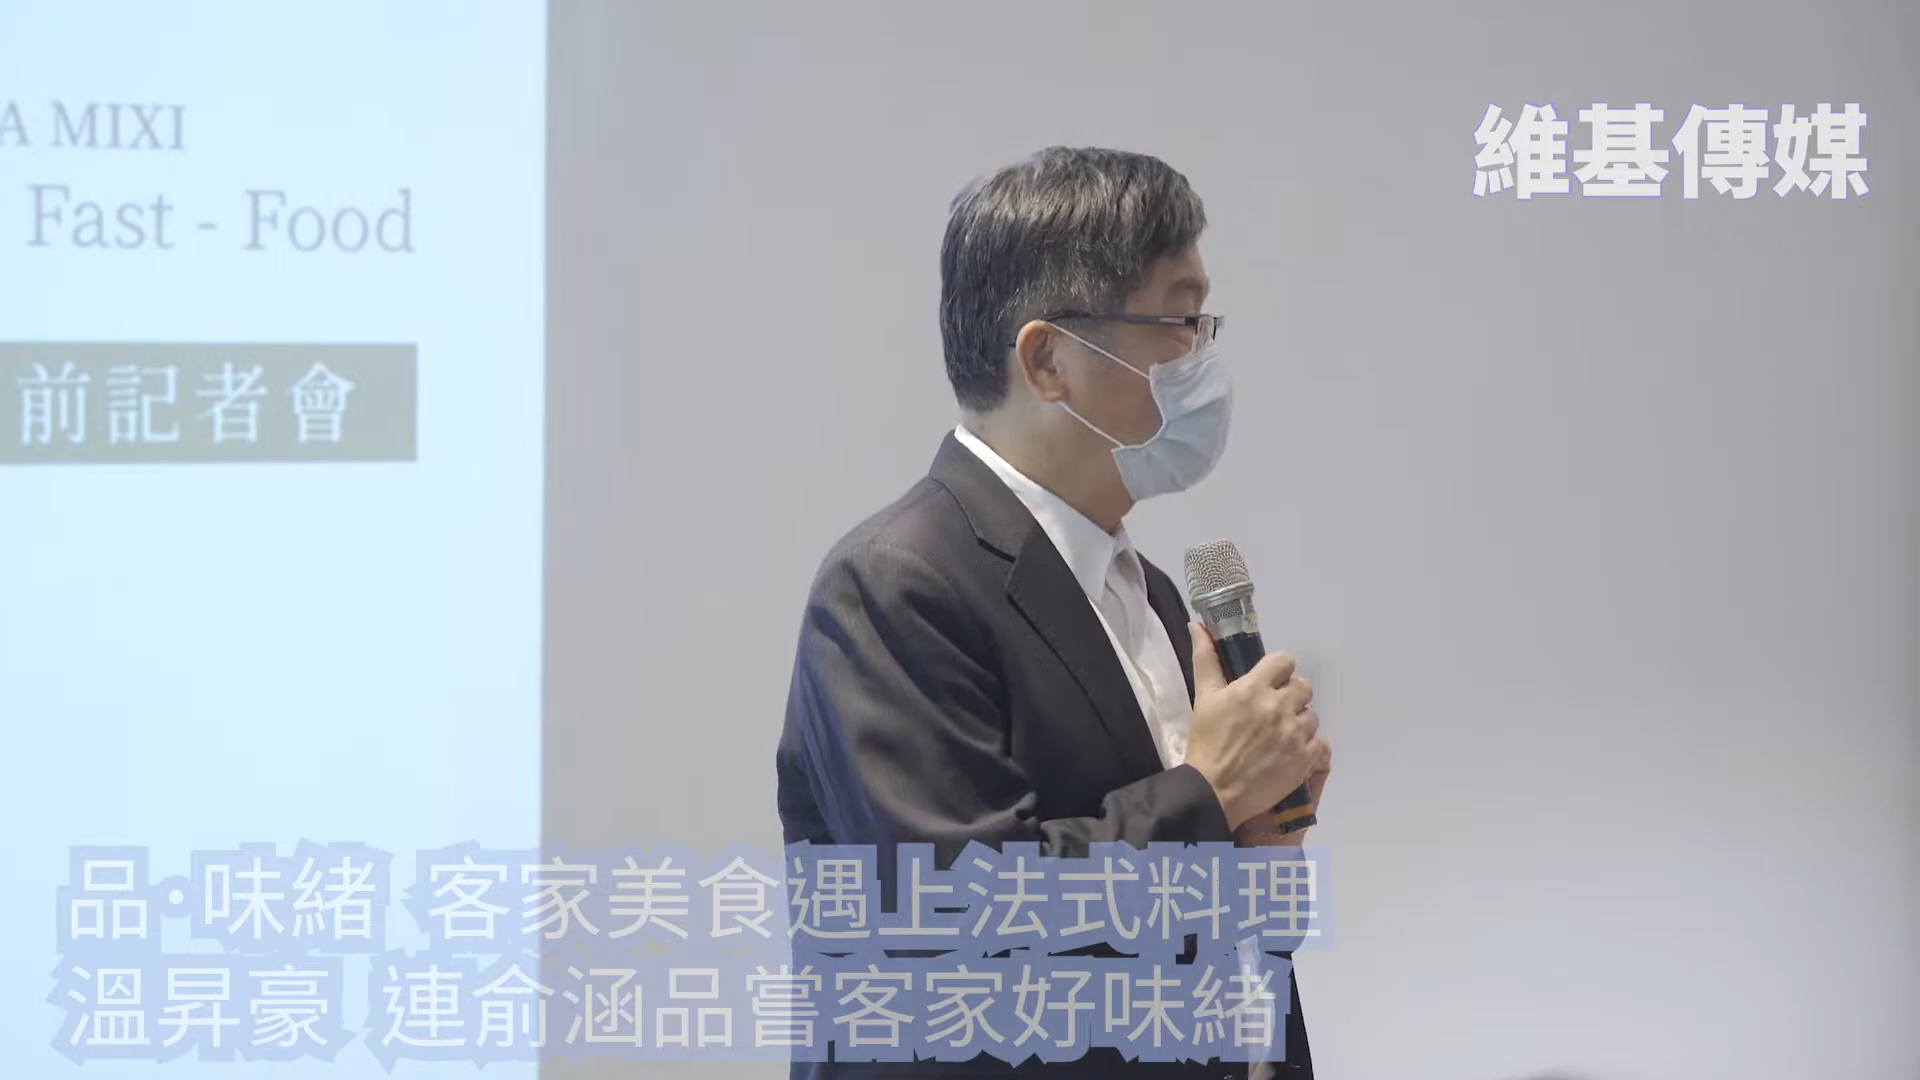 A MIXI
Fast - Food
前記者會
維基傳媒
品·味緒 客家美食遇上法式料理
溫昇豪 連俞涵品嘗客家好味緒